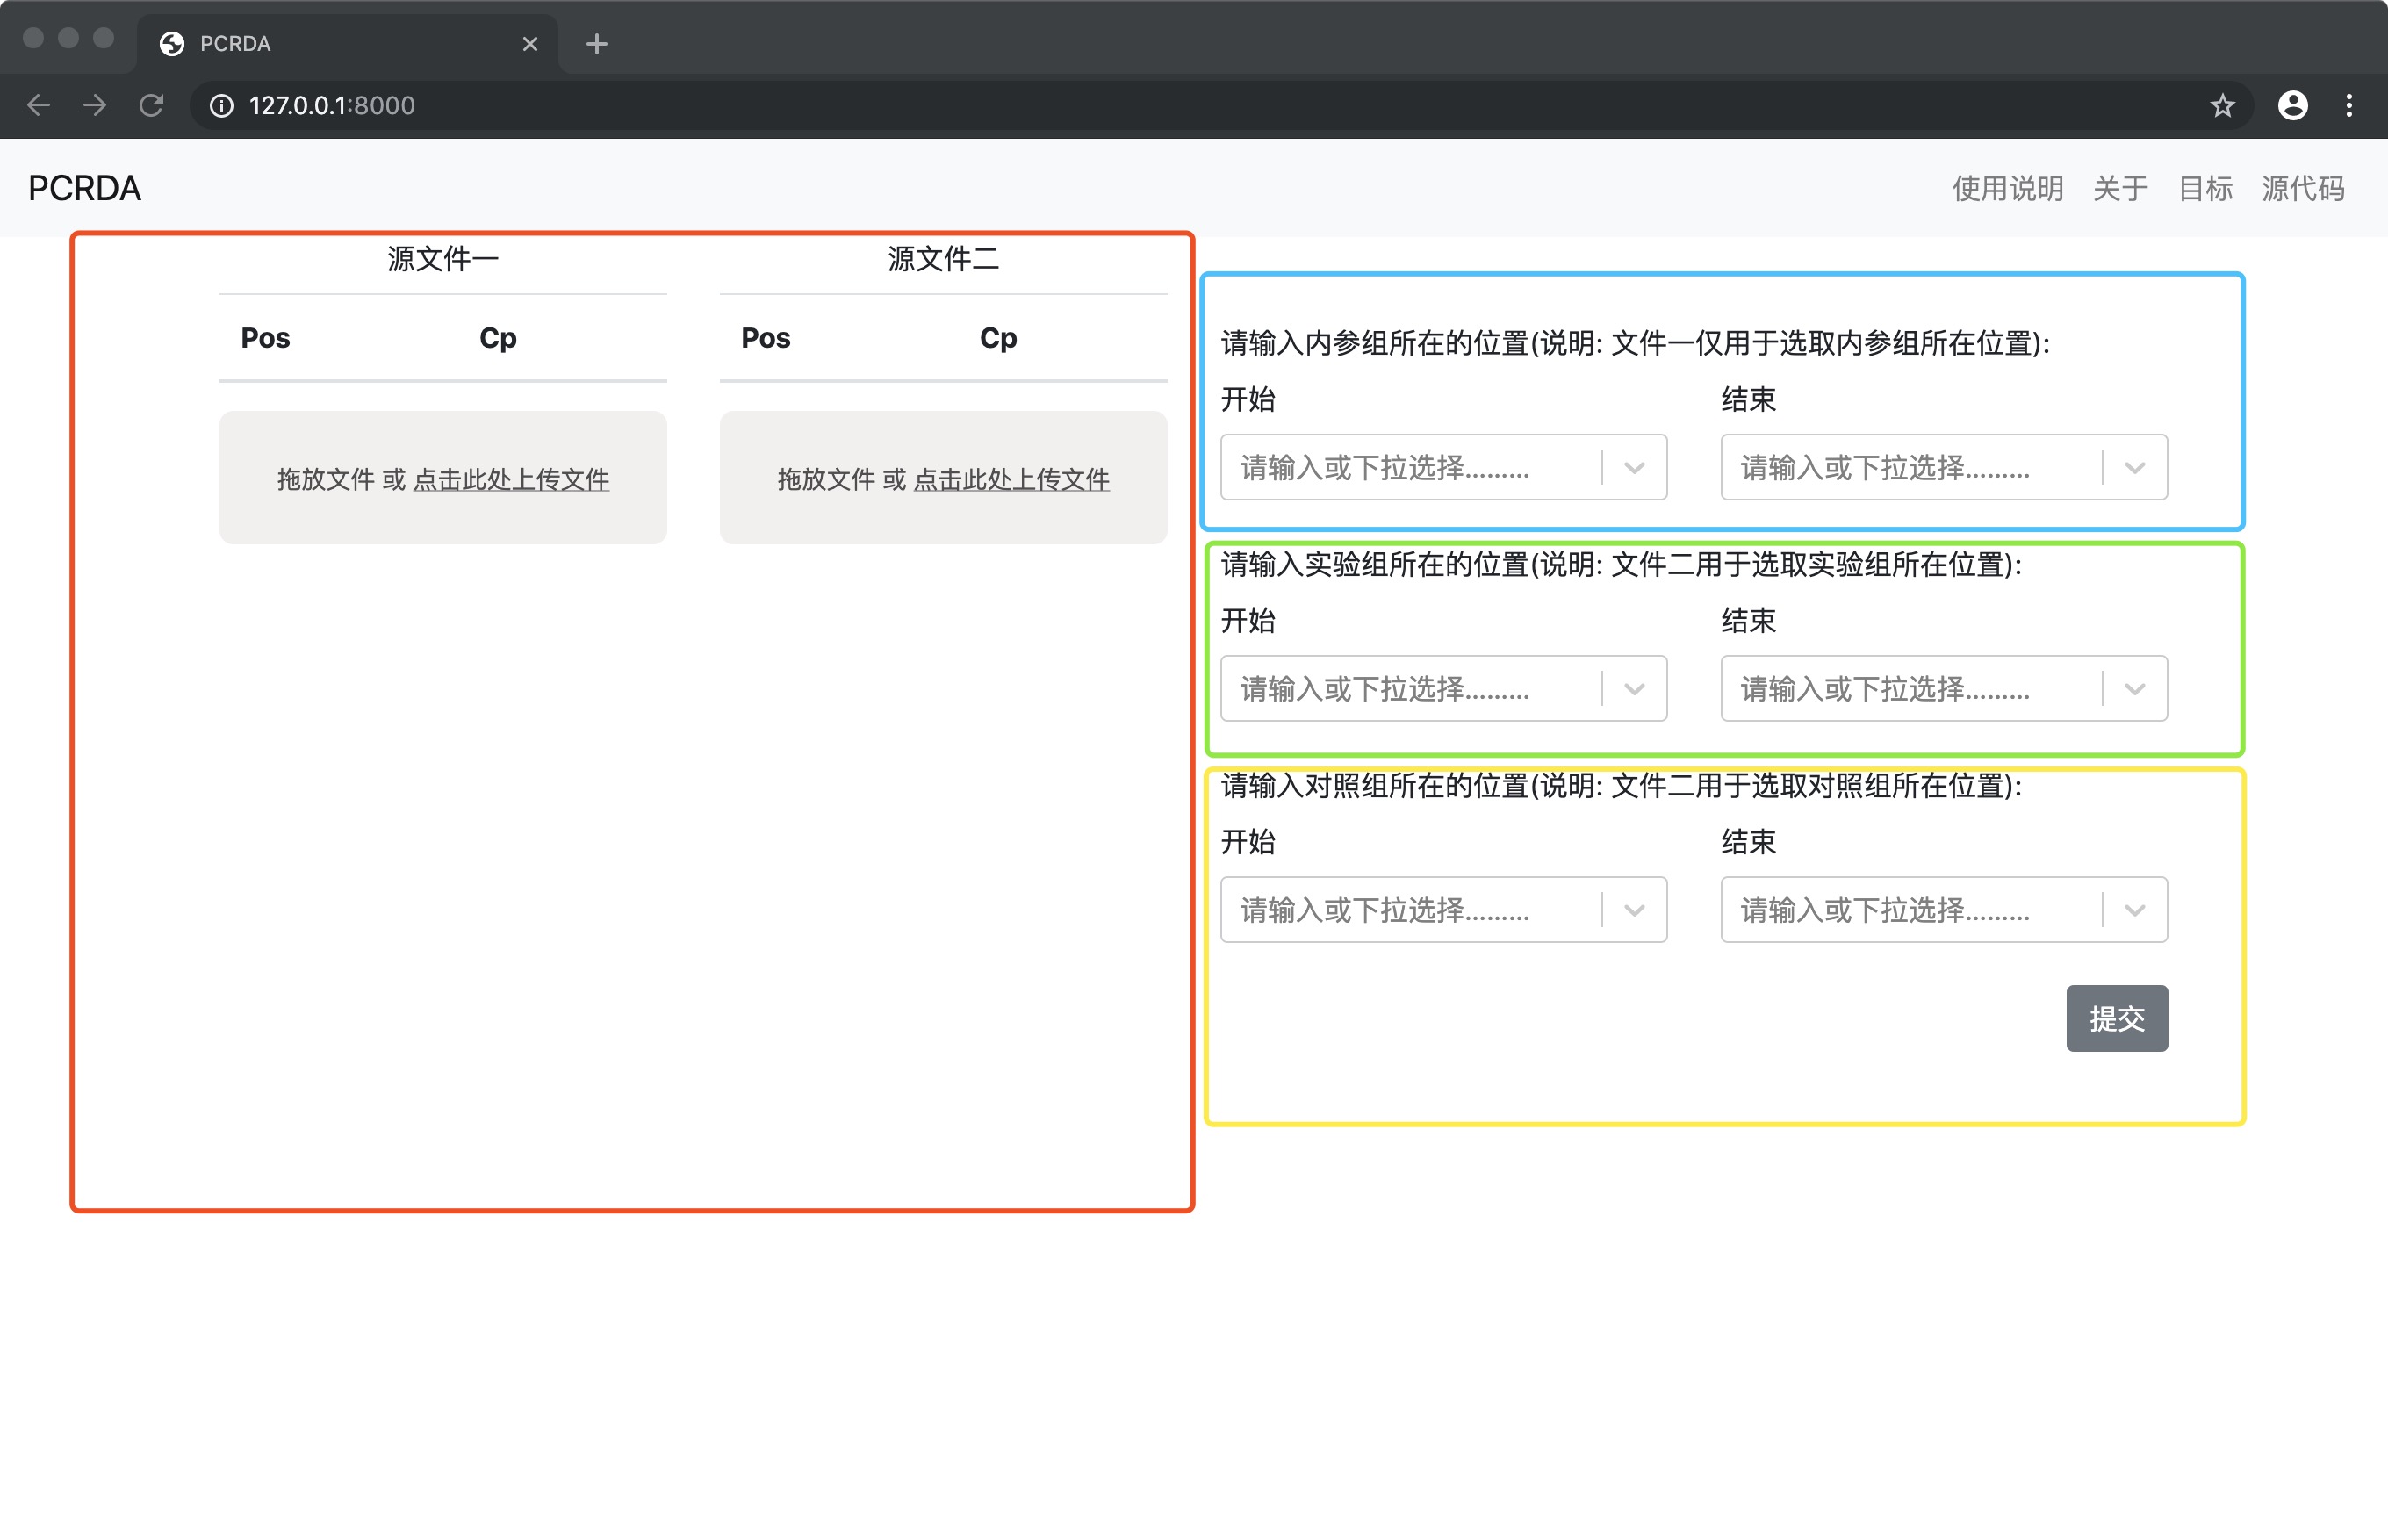 PCRDA
127.0.0.1:8000
PCRDA
使用说明 关于 目标 源代码
源文件一
Pos Cp
拖放文件 或 点击此处上传文件
源文件二
Pos Cp
拖放文件 或 点击此处上传文件
请输入内参组所在的位置(说明: 文件一仅用于选取内参组所在位置):
开始 结束
请输入或下拉选择......... 请输入或下拉选择.........
请输入实验组所在的位置(说明: 文件二用于选取实验组所在位置):
开始 结束
请输入或下拉选择......... 请输入或下拉选择.........
请输入对照组所在的位置(说明: 文件二用于选取对照组所在位置):
开始 结束
请输入或下拉选择......... 请输入或下拉选择.........
提交